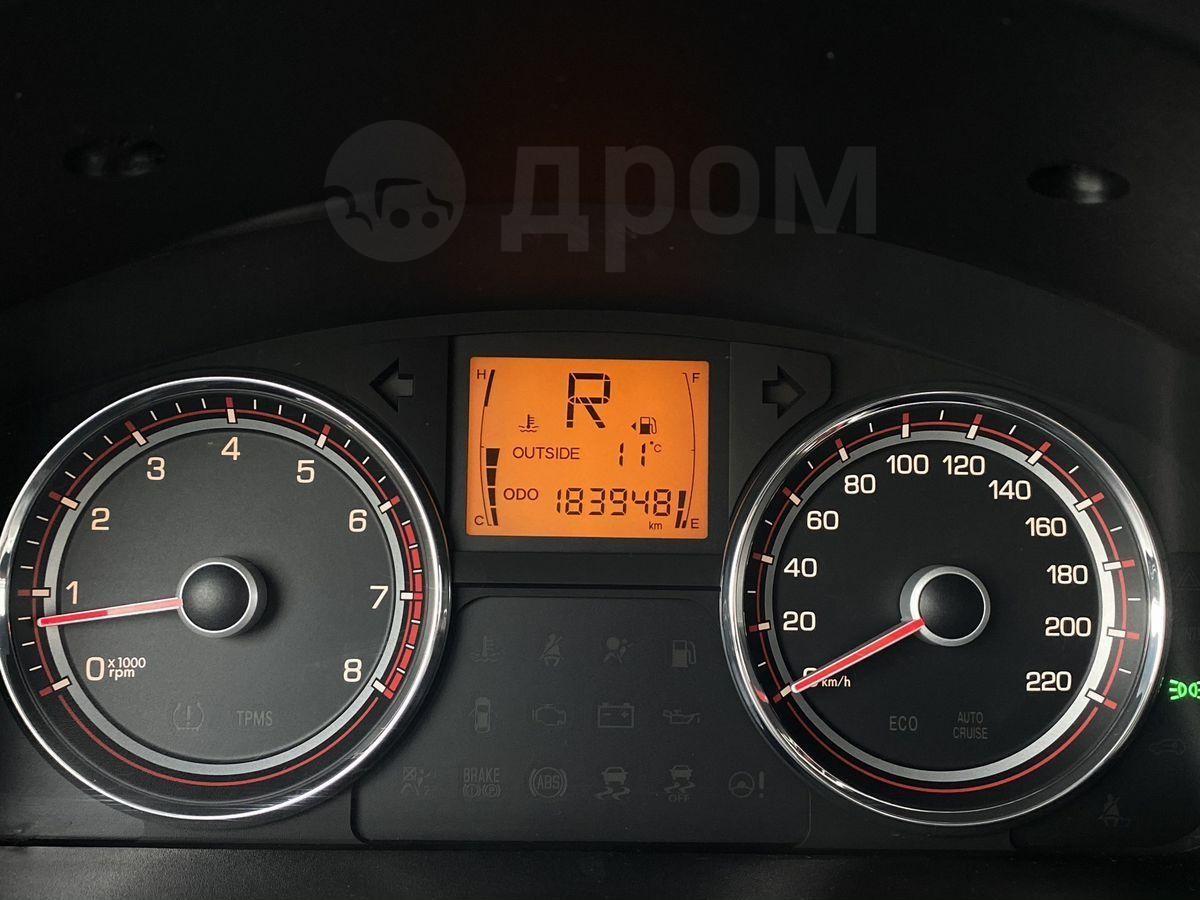 дром
H
R
F
OUTSIDE 11°C
ODO 183948
km
C
E
0
1
2
3
4
5
6
7
8
x1000
rpm
TPMS
0
20
40
60
80
100
120
140
160
180
200
220
km/h
ECO
AUTO
CRUISE
BRAKE
ABS
OFF